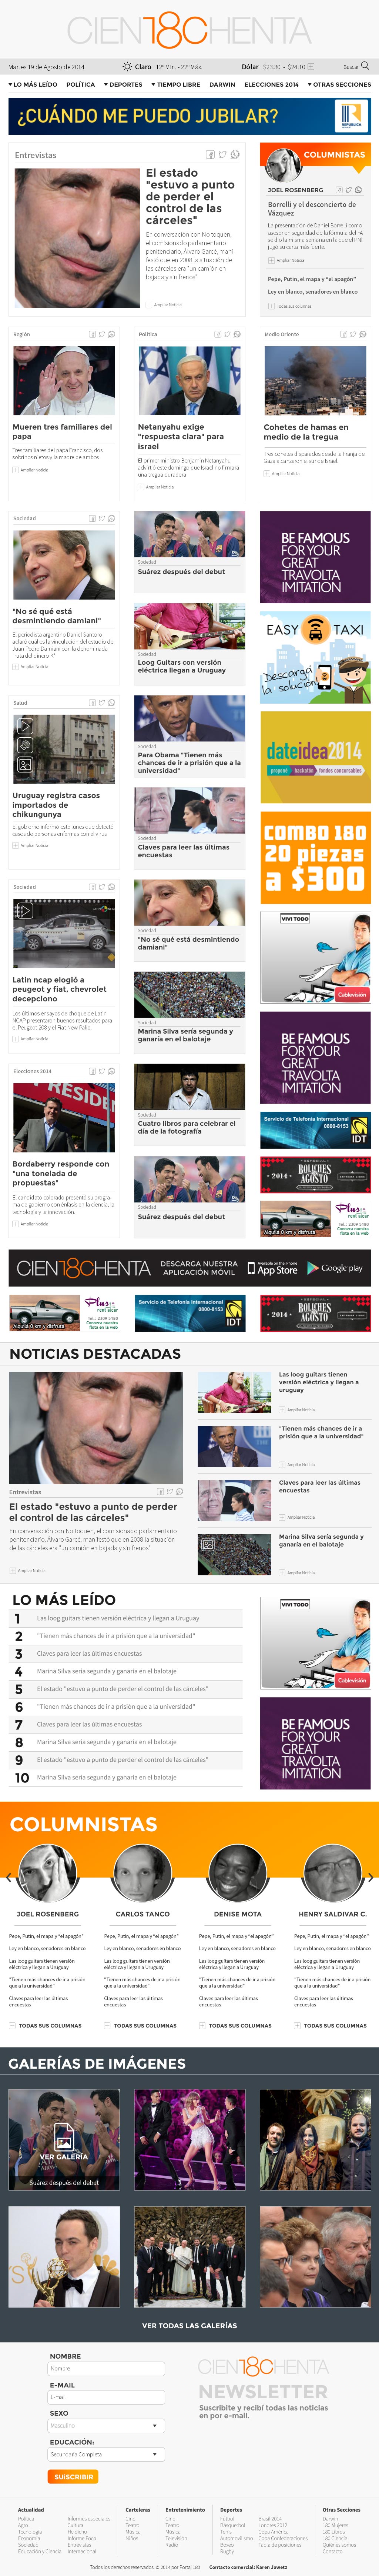 CIEN180CHENTA
Martes 19 de Agosto de 2014
Claro 12º Min. - 22º Máx.
Dólar $23.30 - $24.10
Buscar
LO MÁS LEÍDO POLÍTICA DEPORTES TIEMPO LIBRE DARWIN ELECCIONES 2014 OTRAS SECCIONES
¿CUÁNDO ME PUEDO JUBILAR?
REPUBLICA
Entrevistas
El estado
"estuvo a punto
de perder el
control de las
cárceles"
En conversación con No toquen,
el comisionado parlamentario
penitenciario, Álvaro Garcé, mani-
festó que en 2008 la situación de
las cárceles era "un camión en
bajada y sin frenos"
Ampliar Noticia
COLUMNISTAS
JOEL ROSENBERG
Borrelli y el desconcierto de
Vázquez
La presentación de Daniel Borrelli como
asesor en seguridad de la fórmula del FA
se dio la misma semana en la que el PNI
jugó su carta más fuerte.
Ampliar Noticia
Pepe, Putin, el mapa y "el apagón"
Ley en blanco, senadores en blanco
Todas sus columnas
Región
Mueren tres familiares del
papa
Tres familiares del papa Francisco, dos
sobrinos nietos y la madre de ambos
Ampliar Noticia
Política
Netanyahu exige
"respuesta clara" para
israel
El primer ministro Benjamin Netanyahu
advirtió este domingo que Israel no firmará
una tregua duradera
Ampliar Noticia
Medio Oriente
Cohetes de hamas en
medio de la tregua
Tres cohetes disparados desde la Franja de
Gaza alcanzaron el sur de Israel.
Ampliar Noticia
Sociedad
"No sé qué está
desmintiendo damiani"
El periodista argentino Daniel Santoro
aclaró cuál es la vinculación del estudio de
Juan Pedro Damiani con la denominada
"ruta del dinero K"
Ampliar Noticia
Sociedad
Suárez después del debut
Sociedad
Loog Guitars con versión
eléctrica llegan a Uruguay
BE FAMOUS
FOR YOUR
GREAT
TRAVOLTA
IMITATION
EASY TAXI
Descargá
la solución
Salud
Uruguay registra casos
importados de
chikungunya
El gobierno informó este lunes que detectó
casos de personas enfermas con el virus
Ampliar Noticia
Sociedad
Para Obama "Tienen más
chances de ir a prisión que a la
universidad"
Sociedad
Claves para leer las últimas
encuestas
dateidea2014
proponé hackatón fondos concursables
COMBO 180
20 piezas
a $300
Sociedad
Latin ncap elogió a
peugeot y fiat, chevrolet
decepciono
Los últimos ensayos de choque de Latin
NCAP presentaron buenos resultados para
el Peugeot 208 y el Fiat New Palio.
Ampliar Noticia
Sociedad
"No sé qué está desmintiendo
damiani"
Sociedad
Marina Silva sería segunda y
ganaría en el balotaje
VIVI TODO
Cablevisión
BE FAMOUS
FOR YOUR
GREAT
TRAVOLTA
IMITATION
Elecciones 2014
PRESIDEN
Bordaberry responde con
"una tonelada de
propuestas"
El candidato colorado presentó su progra-
ma de gobierno con énfasis en la ciencia, la
tecnología y la innovación.
Ampliar Noticia
Sociedad
Cuatro libros para celebrar el
día de la fotografía
Sociedad
Suárez después del debut
Servicio de Telefonía Internacional
0800-8153
IDT
2014 BOLICHES AGOSTO
Plus
rent a car
Tel.: 2309 5180
Conozca nuestra
flota en la web
Alquila 0 km y disfrutá
CIEN180CHENTA
DESCARGA NUESTRA
APLICACIÓN MÓVIL
Available on the iPhone
App Store
Google play
Plus
rent a car
Tel.: 2309 5180
Conozca nuestra
flota en la web
Alquila 0 km y disfrutá
Servicio de Telefonía Internacional
0800-8153
IDT
2014 BOLICHES AGOSTO
NOTICIAS DESTACADAS
Entrevistas
El estado "estuvo a punto de perder
el control de las cárceles"
En conversación con No toquen, el comisionado parlamentario
penitenciario, Álvaro Garcé, manifestó que en 2008 la situación
de las cárceles era "un camión en bajada y sin frenos"
Ampliar Noticia
Las loog guitars tienen
versión eléctrica y llegan a
uruguay
Ampliar Noticia
"Tienen más chances de ir a
prisión que a la universidad"
Ampliar Noticia
Claves para leer las últimas
encuestas
Ampliar Noticia
Marina Silva sería segunda y
ganaría en el balotaje
Ampliar Noticia
LO MÁS LEÍDO
1 Las loog guitars tienen versión eléctrica y llegan a Uruguay
2 "Tienen más chances de ir a prisión que a la universidad"
3 Claves para leer las últimas encuestas
4 Marina Silva sería segunda y ganaría en el balotaje
5 El estado "estuvo a punto de perder el control de las cárceles"
6 "Tienen más chances de ir a prisión que a la universidad"
7 Claves para leer las últimas encuestas
8 Marina Silva sería segunda y ganaría en el balotaje
9 El estado "estuvo a punto de perder el control de las cárceles"
10 Marina Silva sería segunda y ganaría en el balotaje
VIVI TODO
Cablevisión
BE FAMOUS
FOR YOUR
GREAT
TRAVOLTA
IMITATION
COLUMNISTAS
JOEL ROSENBERG
Pepe, Putin, el mapa y "el apagón"
Ley en blanco, senadores en blanco
Las loog guitars tienen versión
eléctrica y llegan a Uruguay
"Tienen más chances de ir a prisión
que a la universidad"
Claves para leer las últimas
encuestas
TODAS SUS COLUMNAS
CARLOS TANCO
Pepe, Putin, el mapa y "el apagón"
Ley en blanco, senadores en blanco
Las loog guitars tienen versión
eléctrica y llegan a Uruguay
"Tienen más chances de ir a prisión
que a la universidad"
Claves para leer las últimas
encuestas
TODAS SUS COLUMNAS
DENISE MOTA
Pepe, Putin, el mapa y "el apagón"
Ley en blanco, senadores en blanco
Las loog guitars tienen versión
eléctrica y llegan a Uruguay
"Tienen más chances de ir a prisión
que a la universidad"
Claves para leer las últimas
encuestas
TODAS SUS COLUMNAS
HENRY SALDIVAR C.
Pepe, Putin, el mapa y "el apagón"
Ley en blanco, senadores en blanco
Las loog guitars tienen versión
eléctrica y llegan a Uruguay
"Tienen más chances de ir a prisión
que a la universidad"
Claves para leer las últimas
encuestas
TODAS SUS COLUMNAS
GALERÍAS DE IMÁGENES
VER GALERÍA
Suárez después del debut
VER TODAS LAS GALERÍAS
NOMBRE
Nombre
E-MAIL
E-mail
SEXO
Masculino
EDUCACIÓN:
Secundaria Completa
SUISCRIBIR
CIEN180CHENTA
NEWSLETTER
Suscribite y recibí todas las noticias
en por e-mail.
Actualidad
Política
Agro
Tecnología
Economía
Sociedad
Educación y Ciencia
Informes especiales
Cultura
He dicho
Informe Foco
Entrevistas
Internacional
Carteleras
Cine
Teatro
Música
Niños
Entretenimiento
Cine
Teatro
Música
Televisión
Radio
Deportes
Fútbol
Básquetbol
Tenis
Automovilismo
Boxeo
Rugby
Brasil 2014
Londres 2012
Copa América
Copa Confederaciones
Tabla de posiciones
Otras Secciones
Darwin
180 Mujeres
180 Libros
180 Ciencia
Quiénes somos
Contacto
Todos los derechos reservados. © 2014 por Portal 180 Contacto comercial: Karen Jawetz